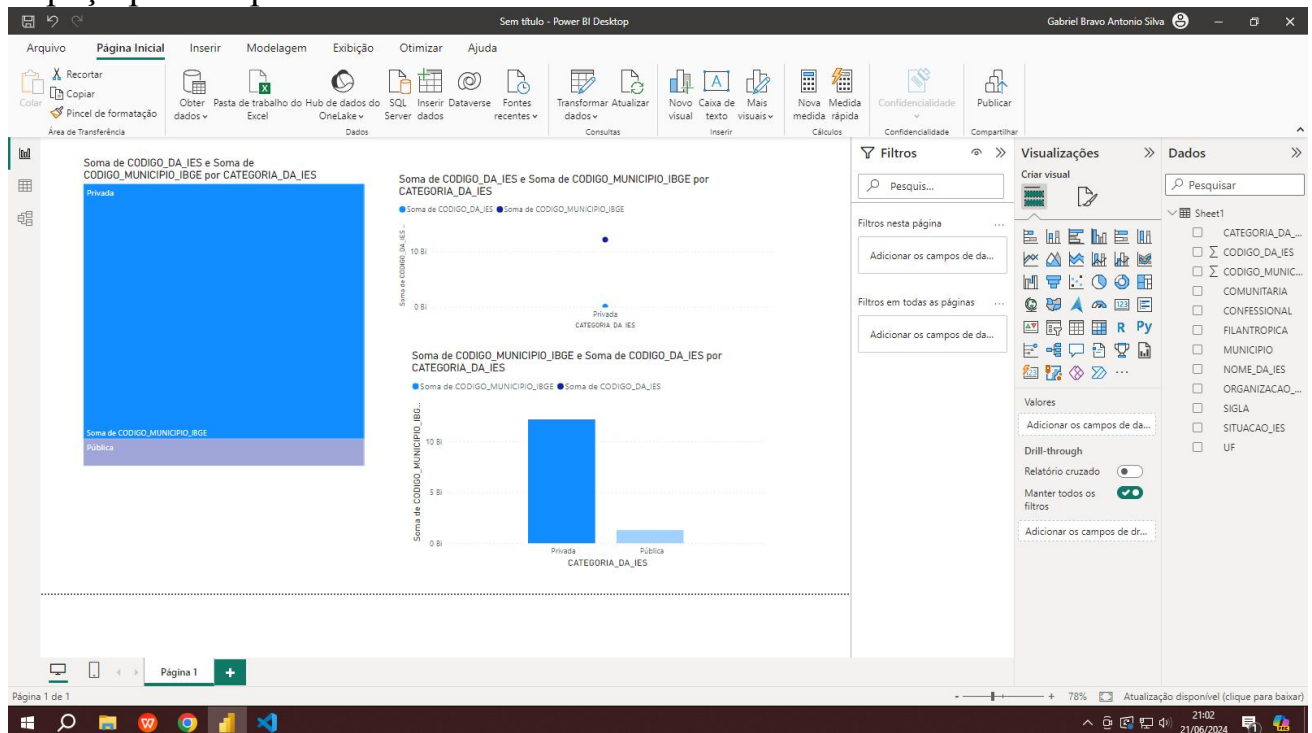 Sem título - Power BI Desktop
Gabriel Bravo Antonio Silva
Arquivo Página Inicial Inserir Modelagem Exibição Otimizar Ajuda
Colar
Recortar
Copiar
Pincel de formatação
Área de Transferência
Obter dados
Pasta de trabalho do Excel
Hub de dados do OneLake
SQL Server
Inserir dados
Dataverse
Fontes recentes
Dados
Transformar dados
Atualizar
Consultas
Novo visual
Caixa de texto
Mais visuais
Inserir
Nova medida
Medida rápida
Cálculos
Confidencialidade
Confidencialidade
Publicar
Compartilhar
Soma de CODIGO_DA_IES e Soma de
CODIGO_MUNICIPIO_IBGE por CATEGORIA_DA_IES
Privada
Soma de CODIGO_MUNICIPIO_IBGE
Pública
Soma de CODIGO_DA_IES e Soma de CODIGO_MUNICIPIO_IBGE por
CATEGORIA_DA_IES
Soma de CODIGO_DA_IES Soma de CODIGO_MUNICIPIO_IBGE
Soma de CODIGO_DA_IES ...
10 Bi
0 Bi
Privada
CATEGORIA_DA_IES
Soma de CODIGO_MUNICIPIO_IBGE e Soma de CODIGO_DA_IES por
CATEGORIA_DA_IES
Soma de CODIGO_MUNICIPIO_IBGE Soma de CODIGO_DA_IES
Soma de CODIGO_MUNICIPIO_IBG...
10 Bi
5 Bi
0 Bi
Privada Pública
CATEGORIA_DA_IES
Filtros
Pesquis...
Filtros nesta página ...
Adicionar os campos de da...
Filtros em todas as páginas ...
Adicionar os campos de da...
Visualizações
Criar visual
123
R Py
123
...
Valores
Adicionar os campos de da...
Drill-through
Relatório cruzado
Manter todos os
filtros
Adicionar os campos de dr...
Dados
Pesquisar
Sheet1
CATEGORIA_DA_...
CODIGO_DA_IES
CODIGO_MUNIC...
COMUNITARIA
CONFESSIONAL
FILANTROPICA
MUNICIPIO
NOME_DA_IES
ORGANIZACAO_...
SIGLA
SITUACAO_IES
UF
Página 1
Página 1 de 1
78%
Atualização disponível (clique para baixar)
21:02
21/06/2024